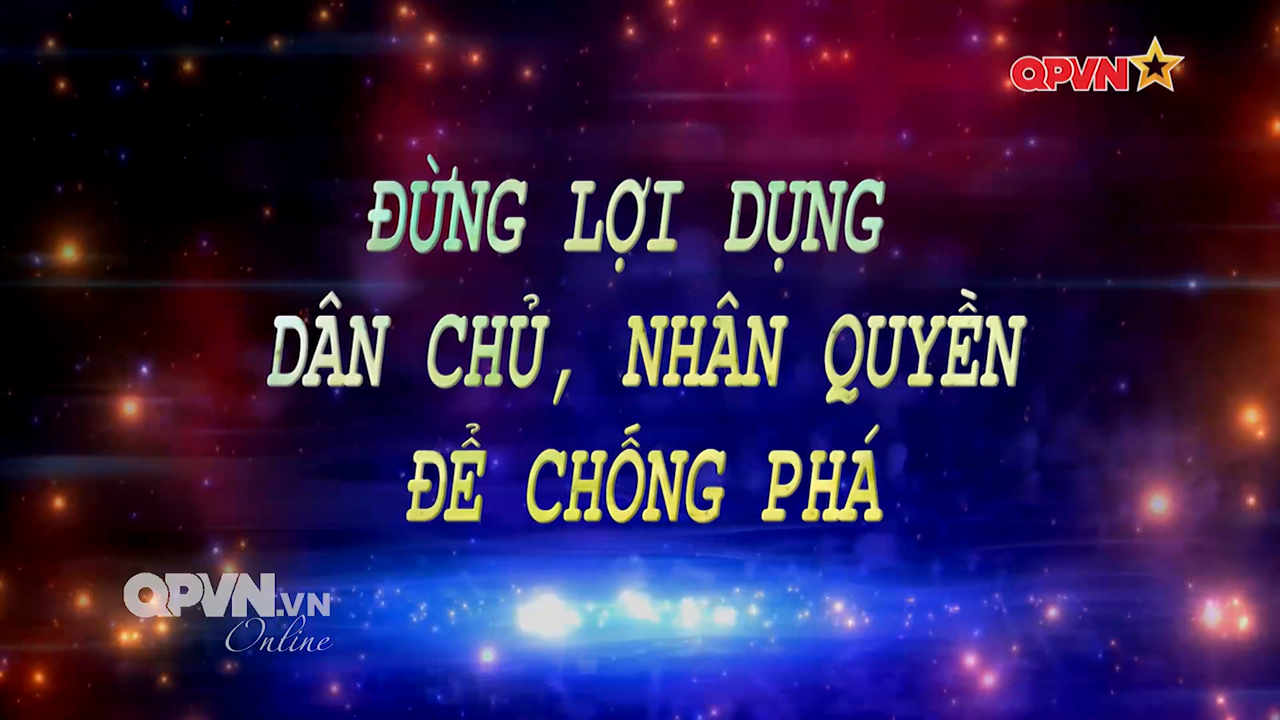 QPVN
ĐỪNG LỢI DỤNG
DÂN CHỦ, NHÂN QUYỀN
ĐỂ CHỐNG PHÁ
QPVN.VN
Online